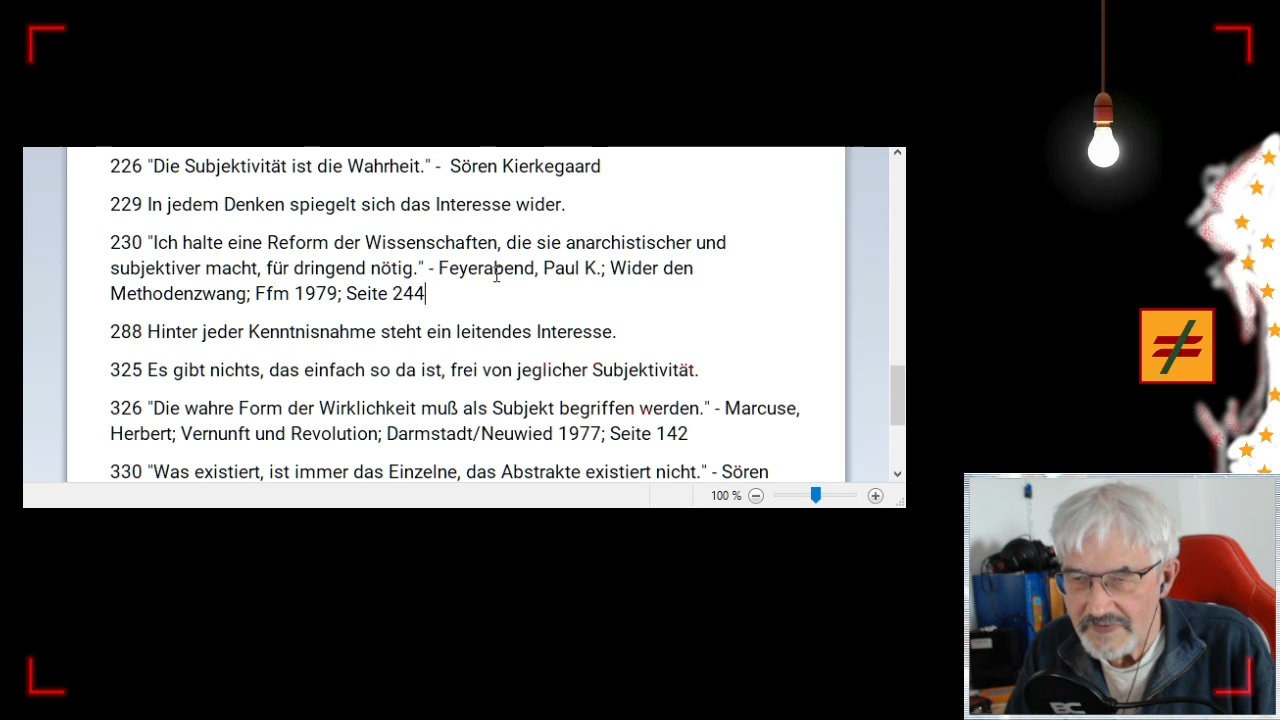 226 "Die Subjektivität ist die Wahrheit." -  Sören Kierkegaard
229 In jedem Denken spiegelt sich das Interesse wider.
230 "Ich halte eine Reform der Wissenschaften, die sie anarchistischer und
subjektiver macht, für dringend nötig." - Feyerabend, Paul K.; Wider den
Methodenzwang; Ffm 1979; Seite 244
288 Hinter jeder Kenntnisnahme steht ein leitendes Interesse.
325 Es gibt nichts, das einfach so da ist, frei von jeglicher Subjektivität.
326 "Die wahre Form der Wirklichkeit muß als Subjekt begriffen werden." - Marcuse,
Herbert; Vernunft und Revolution; Darmstadt/Neuwied 1977; Seite 142
330 "Was existiert, ist immer das Einzelne, das Abstrakte existiert nicht." - Sören
100 %